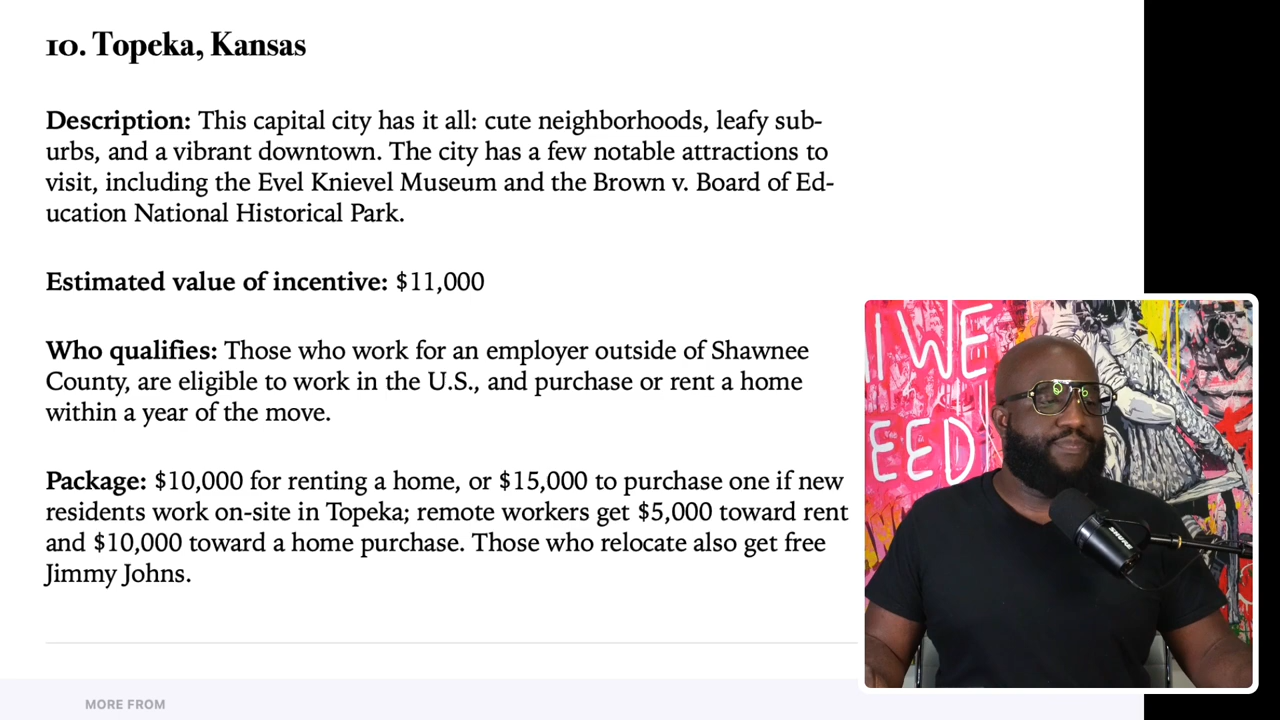 10. Topeka, Kansas
Description: This capital city has it all: cute neighborhoods, leafy sub-
urbs, and a vibrant downtown. The city has a few notable attractions to
visit, including the Evel Knievel Museum and the Brown v. Board of Ed-
ucation National Historical Park.
Estimated value of incentive: $11,000
Who qualifies: Those who work for an employer outside of Shawnee
County, are eligible to work in the U.S., and purchase or rent a home
within a year of the move.
Package: $10,000 for renting a home, or $15,000 to purchase one if new
residents work on-site in Topeka; remote workers get $5,000 toward rent
and $10,000 toward a home purchase. Those who relocate also get free
Jimmy Johns.
MORE FROM
WE
EED
SHURE